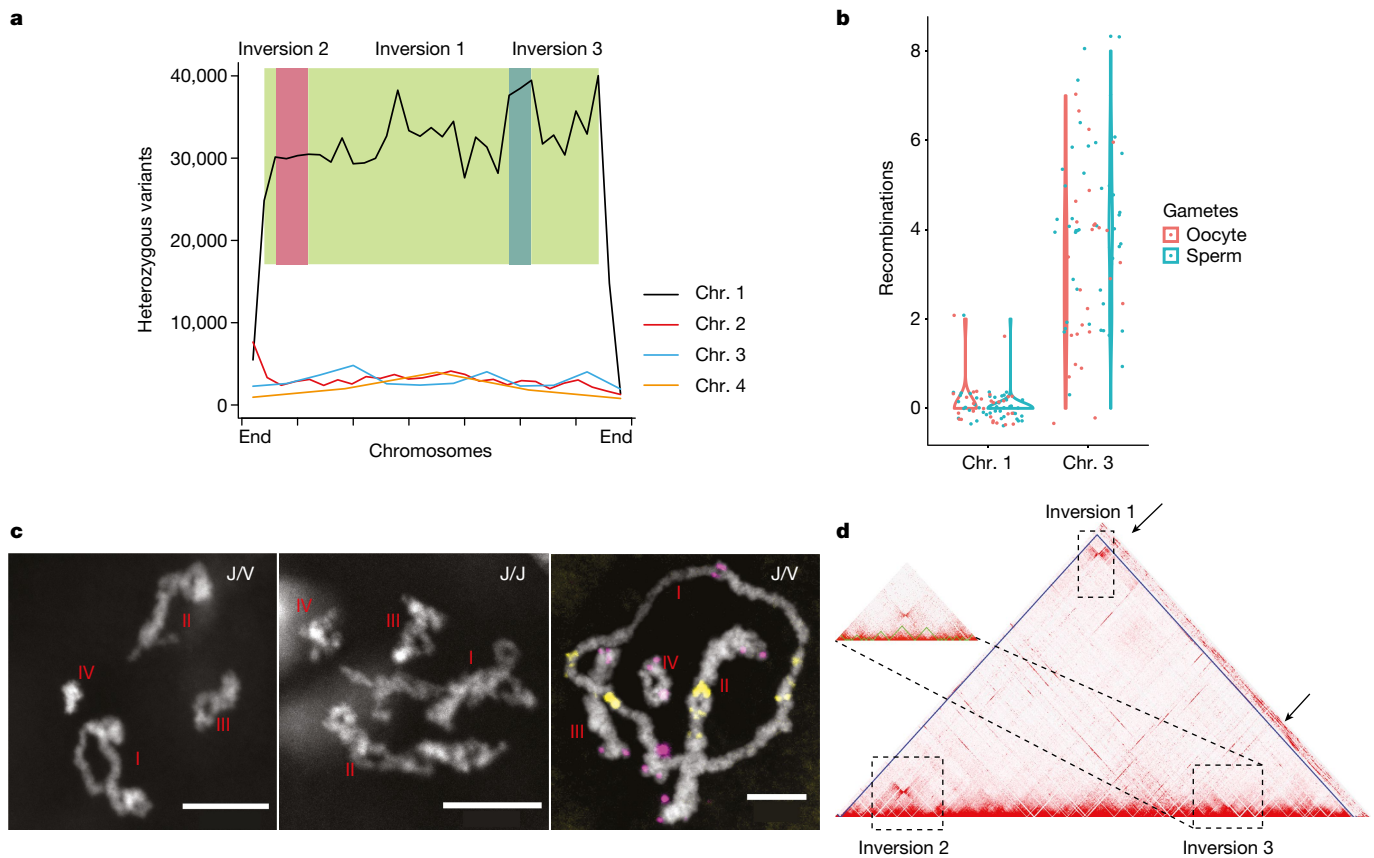 a
Inversion 2 Inversion 1 Inversion 3
40,000
30,000
20,000
10,000
0
Heterozygous variants
End End
Chromosomes
Chr. 1
Chr. 2
Chr. 3
Chr. 4
b
8
6
4
2
0
Recombinations
Chr. 1 Chr. 3
Gametes
Oocyte
Sperm
c
J/V
II
IV
III
I
J/J
IV
III
I
II
J/V
I
IV
II
III
d
Inversion 1
Inversion 2 Inversion 3